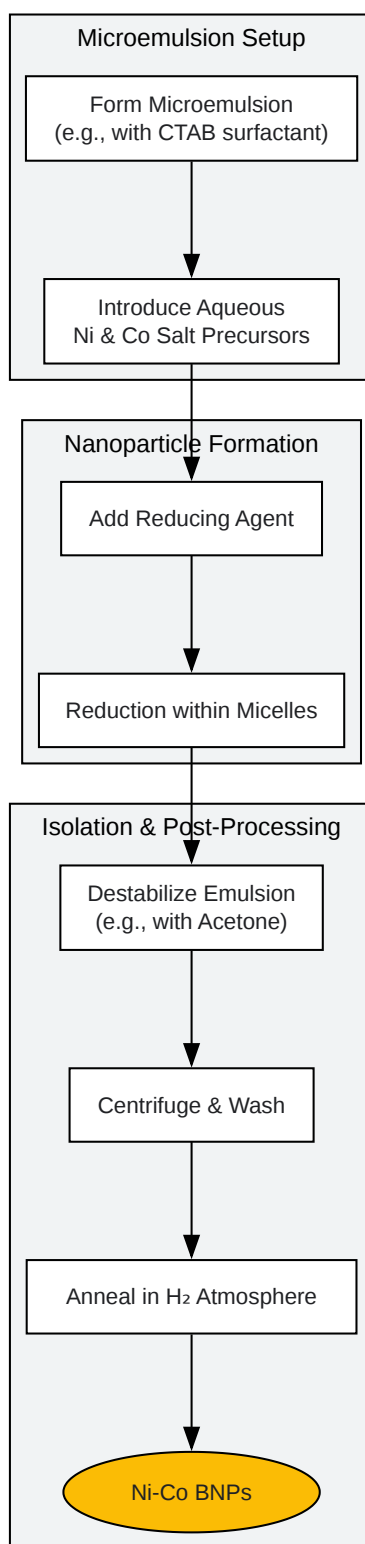 Microemulsion Setup
Form Microemulsion
(e.g., with CTAB surfactant)
Introduce Aqueous
Ni & Co Salt Precursors
Nanoparticle Formation
Add Reducing Agent
Reduction within Micelles
Isolation & Post-Processing
Destabilize Emulsion
(e.g., with Acetone)
Centrifuge & Wash
Anneal in H₂ Atmosphere
Ni-Co BNPs